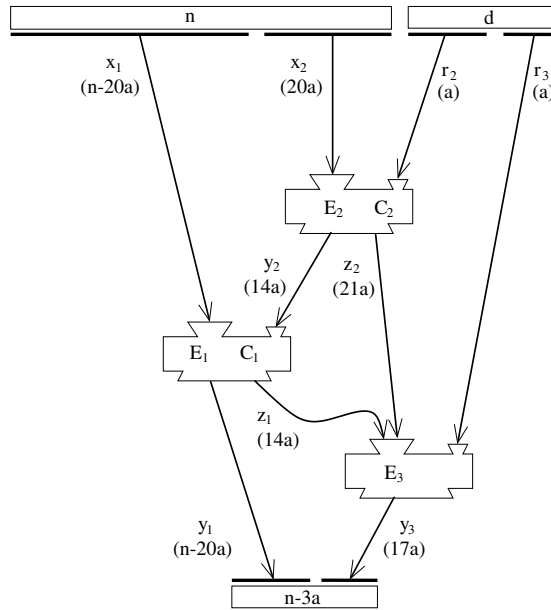 n d
x₁ (n-20a)
x₂ (20a)
r₂ (a)
r₃ (a)
E₂ C₂
y₂ (14a)
z₂ (21a)
E₁ C₁
z₁ (14a)
E₃
y₁ (n-20a)
y₃ (17a)
n-3a